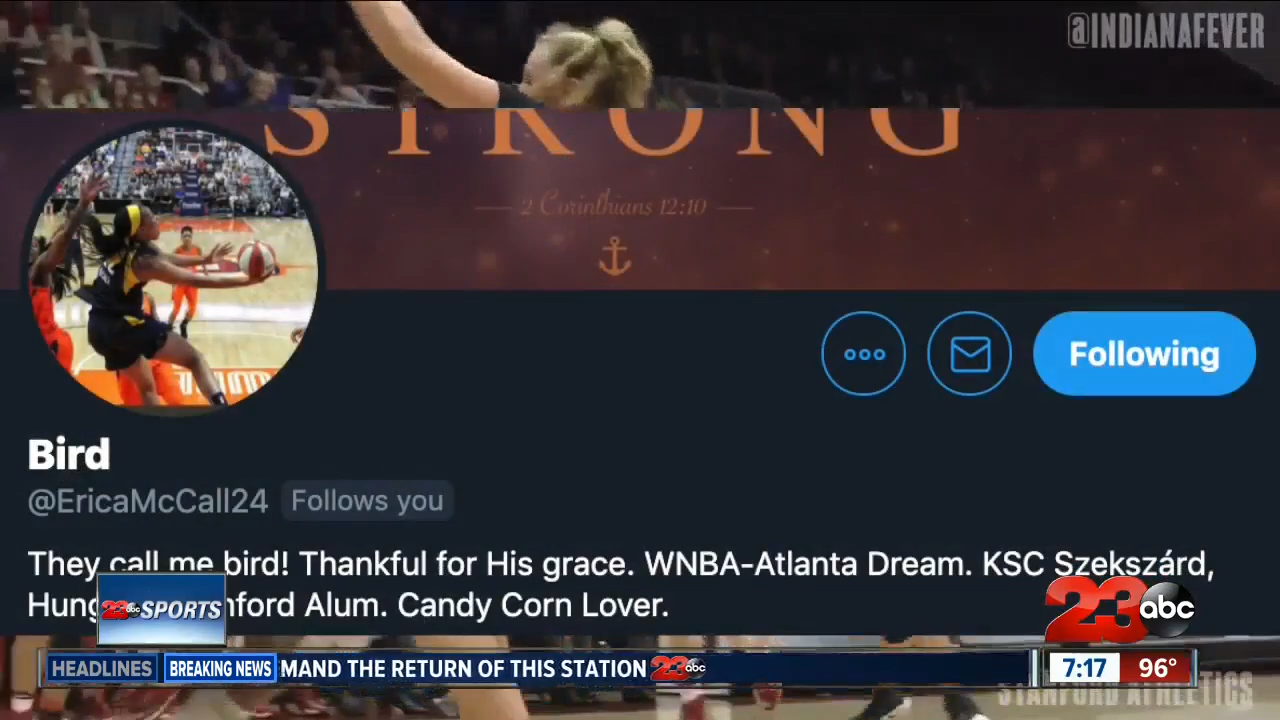 @INDIANAFEVER
STRONG
2 Corinthians 12:10
Following
Bird
@EricaMcCall24 Follows you
They call me bird! Thankful for His grace. WNBA-Atlanta Dream. KSC Szekszárd,
Hung nford Alum. Candy Corn Lover.
23 abc SPORTS
23 abc
HEADLINES BREAKING NEWS MAND THE RETURN OF THIS STATION 23 abc
7:17 96°
STANFORD ATHLETICS